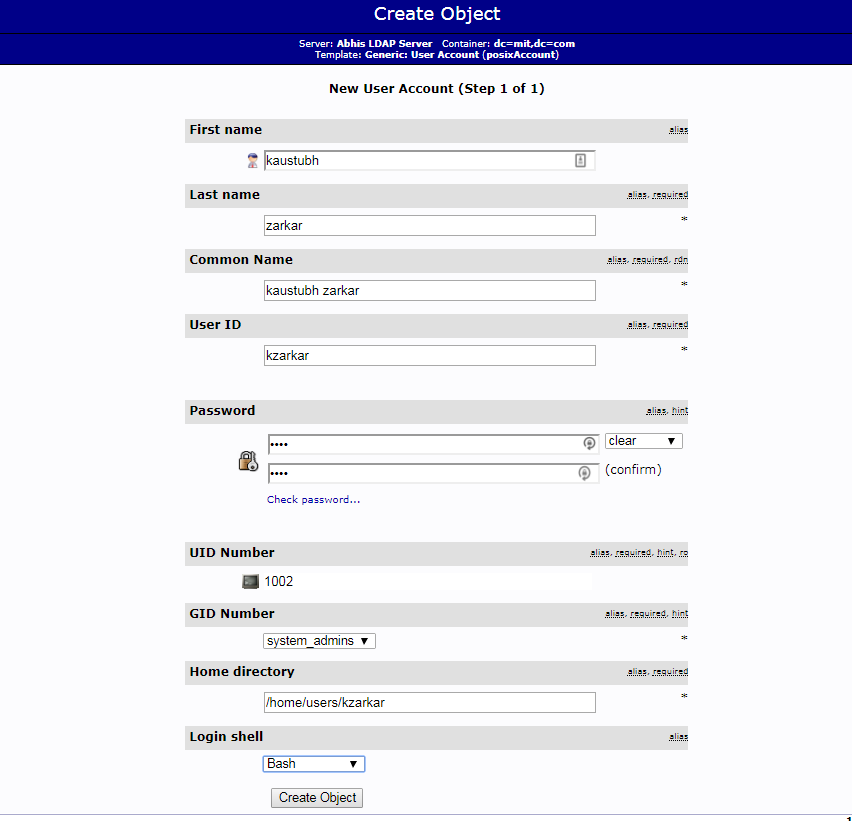 Create Object
Server: Abhis LDAP Server Container: dc=mit,dc=com
Template: Generic: User Account (posixAccount)
New User Account (Step 1 of 1)
First name alias
kaustubh
Last name alias, required
zarkar *
Common Name alias, required, rdn
kaustubh zarkar *
User ID alias, required
kzarkar *
Password alias, hint
•••• clear
•••• (confirm)
Check password...
UID Number alias, required, hint, ro
1002
GID Number alias, required, hint
system_admins *
Home directory alias, required
/home/users/kzarkar *
Login shell alias
Bash
Create Object
1